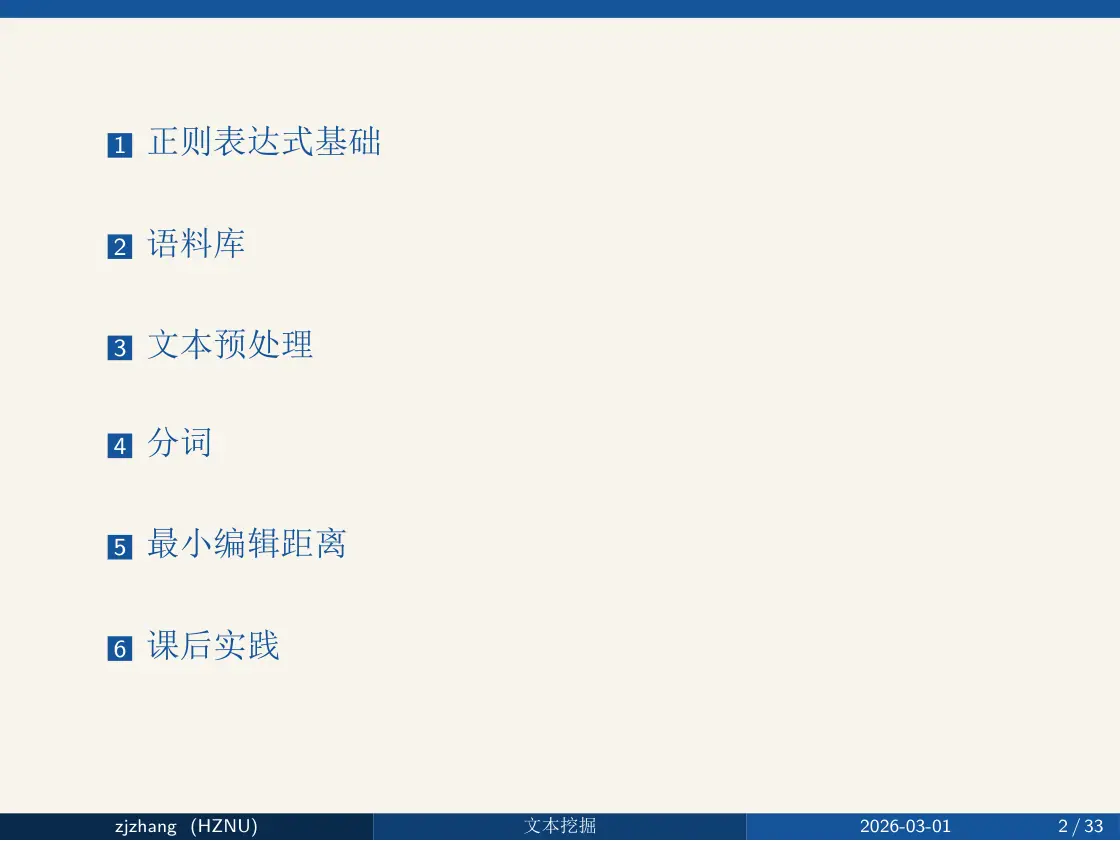 1 正则表达式基础
2 语料库
3 文本预处理
4 分词
5 最小编辑距离
6 课后实践
zjzhang (HZNU) 文本挖掘 2026-03-01 2 / 33